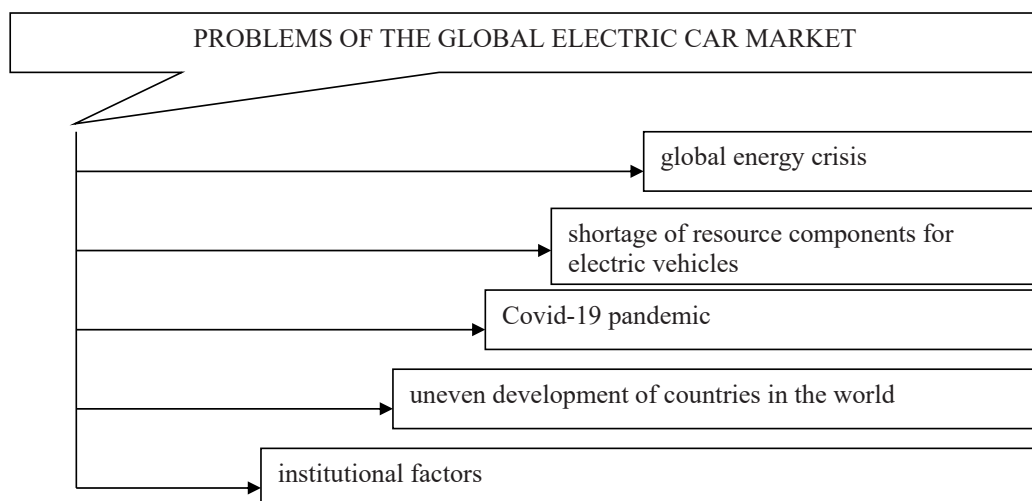 PROBLEMS OF THE GLOBAL ELECTRIC CAR MARKET
global energy crisis
shortage of resource components for
electric vehicles
Covid-19 pandemic
uneven development of countries in the world
institutional factors